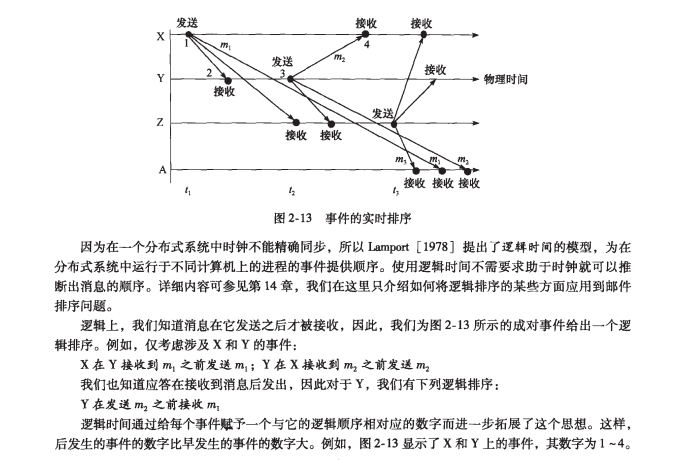 发送 接收 接收
X 1 m₁ 4
发送 m₂ 接收
Y 2 3 物理时间
接收
发送
Z
接收 接收
m₃ m₁ m₂
A
接收 接收 接收
t₁ t₂ t₃
图 2-13 事件的实时排序
因为在一个分布式系统中时钟不能精确同步，所以 Lamport［1978］提出了逻辑时间的模型，为在
分布式系统中运行于不同计算机上的进程的事件提供顺序。使用逻辑时间不需要求助于时钟就可以推
断出消息的顺序。详细内容可参见第 14 章，我们在这里只介绍如何将逻辑排序的某些方面应用到邮件
排序问题。
逻辑上，我们知道消息在它发送之后才被接收，因此，我们为图 2-13 所示的成对事件给出一个逻
辑排序。例如，仅考虑涉及 X 和 Y 的事件：
X 在 Y 接收到 m₁ 之前发送 m₁；Y 在 X 接收到 m₂ 之前发送 m₂
我们也知道应答在接收到消息后发出，因此对于 Y，我们有下列逻辑排序：
Y 在发送 m₂ 之前接收 m₁
逻辑时间通过给每个事件赋予一个与它的逻辑顺序相对应的数字而进一步拓展了这个思想。这样，
后发生的事件的数字比早发生的事件的数字大。例如，图 2-13 显示了 X 和 Y 上的事件，其数字为 1 ~ 4。